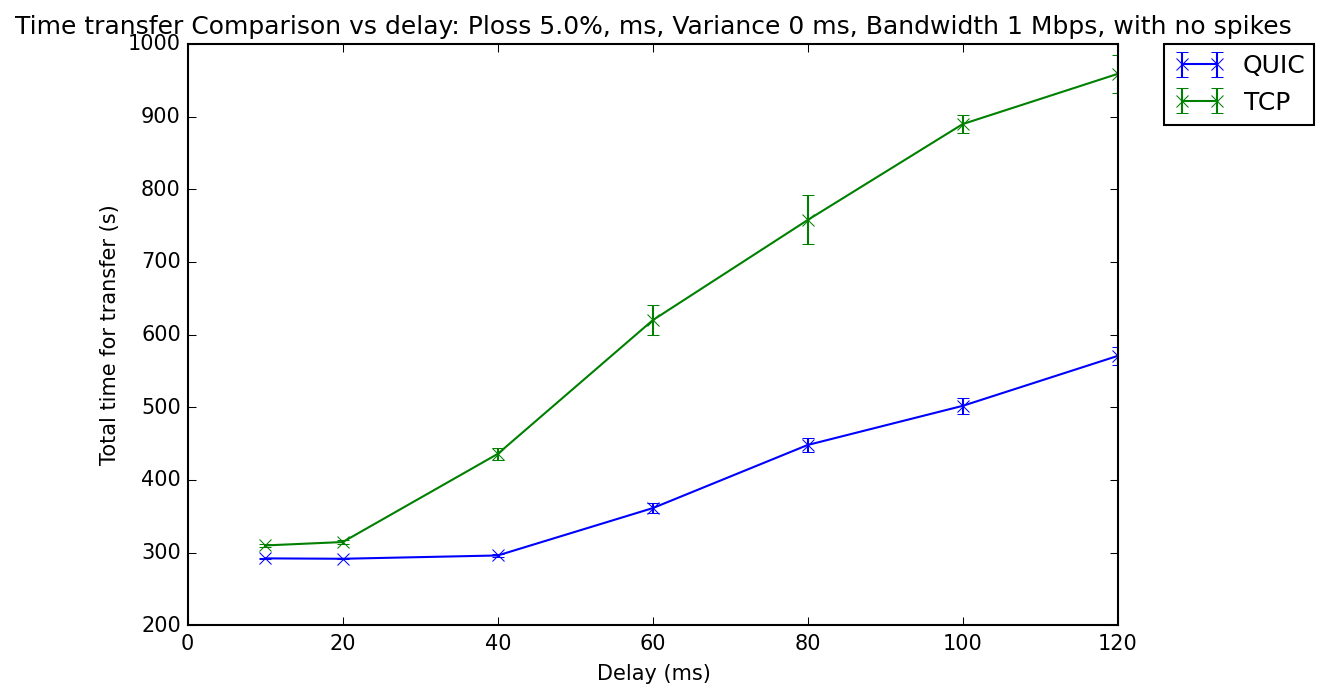 Time transfer Comparison vs delay: Ploss 5.0%, ms, Variance 0 ms, Bandwidth 1 Mbps, with no spikes
QUIC
TCP
Total time for transfer (s)
1000
900
800
700
600
500
400
300
200
0 20 40 60 80 100 120
Delay (ms)